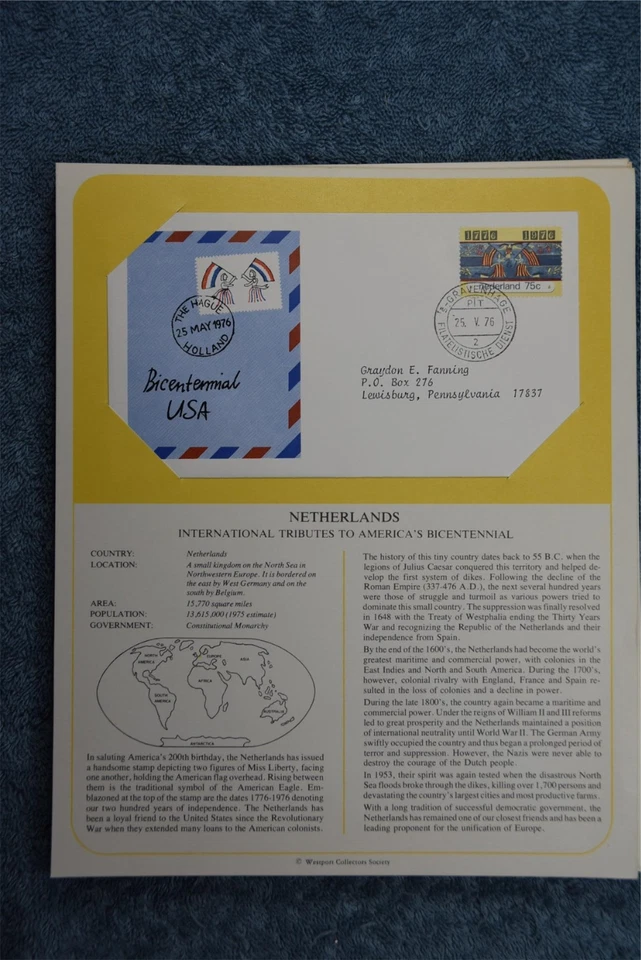 THE HAGUE
25 MAY 1976
HOLLAND
Bicentennial
USA
1776 1976
nederland 75c
'S-GRAVENHAGE
PTT
25. V. 76
2
FILATELISTISCHE DIENST
Graydon E. Fanning
P.O. Box 276
Lewisburg, Pennsylvania 17837
NETHERLANDS
INTERNATIONAL TRIBUTES TO AMERICA'S BICENTENNIAL
COUNTRY: Netherlands
LOCATION: A small kingdom on the North Sea in
Northwestern Europe. It is bordered on
the east by West Germany and on the
south by Belgium.
AREA: 15,770 square miles
POPULATION: 13,615,000 (1975 estimate)
GOVERNMENT: Constitutional Monarchy
NORTH
AMERICA
EUROPE
ASIA
AFRICA
SOUTH
AMERICA
AUSTRALIA
ANTARCTICA
In saluting America's 200th birthday, the Netherlands has issued
a handsome stamp depicting two figures of Miss Liberty, facing
one another, holding the American flag overhead. Rising between
them is the traditional symbol of the American Eagle. Em-
blazoned at the top of the stamp are the dates 1776-1976 denoting
our two hundred years of independence. The Netherlands has
been a loyal friend to the United States since the Revolutionary
War when they extended many loans to the American colonists.
The history of this tiny country dates back to 55 B.C. when the
legions of Julius Caesar conquered this territory and helped de-
velop the first system of dikes. Following the decline of the
Roman Empire (337-476 A.D.), the next several hundred years
were those of struggle and turmoil as various powers tried to
dominate this small country. The suppression was finally resolved
in 1648 with the Treaty of Westphalia ending the Thirty Years
War and recognizing the Republic of the Netherlands and their
independence from Spain.
By the end of the 1600's, the Netherlands had become the world's
greatest maritime and commercial power, with colonies in the
East Indies and North and South America. During the 1700's,
however, colonial rivalry with England, France and Spain re-
sulted in the loss of colonies and a decline in power.
During the late 1800's, the country again became a maritime and
commercial power. Under the reigns of William II and III reforms
led to great prosperity and the Netherlands maintained a position
of international neutrality until World War II. The German Army
swiftly occupied the country and thus began a prolonged period of
terror and suppression. However, the Nazis were never able to
destroy the courage of the Dutch people.
In 1953, their spirit was again tested when the disastrous North
Sea floods broke through the dikes, killing over 1,700 persons and
devastating the country's largest cities and most productive farms.
With a long tradition of successful democratic government, the
Netherlands has remained one of our closest friends and has been a
leading proponent for the unification of Europe.
© Westport Collectors Society